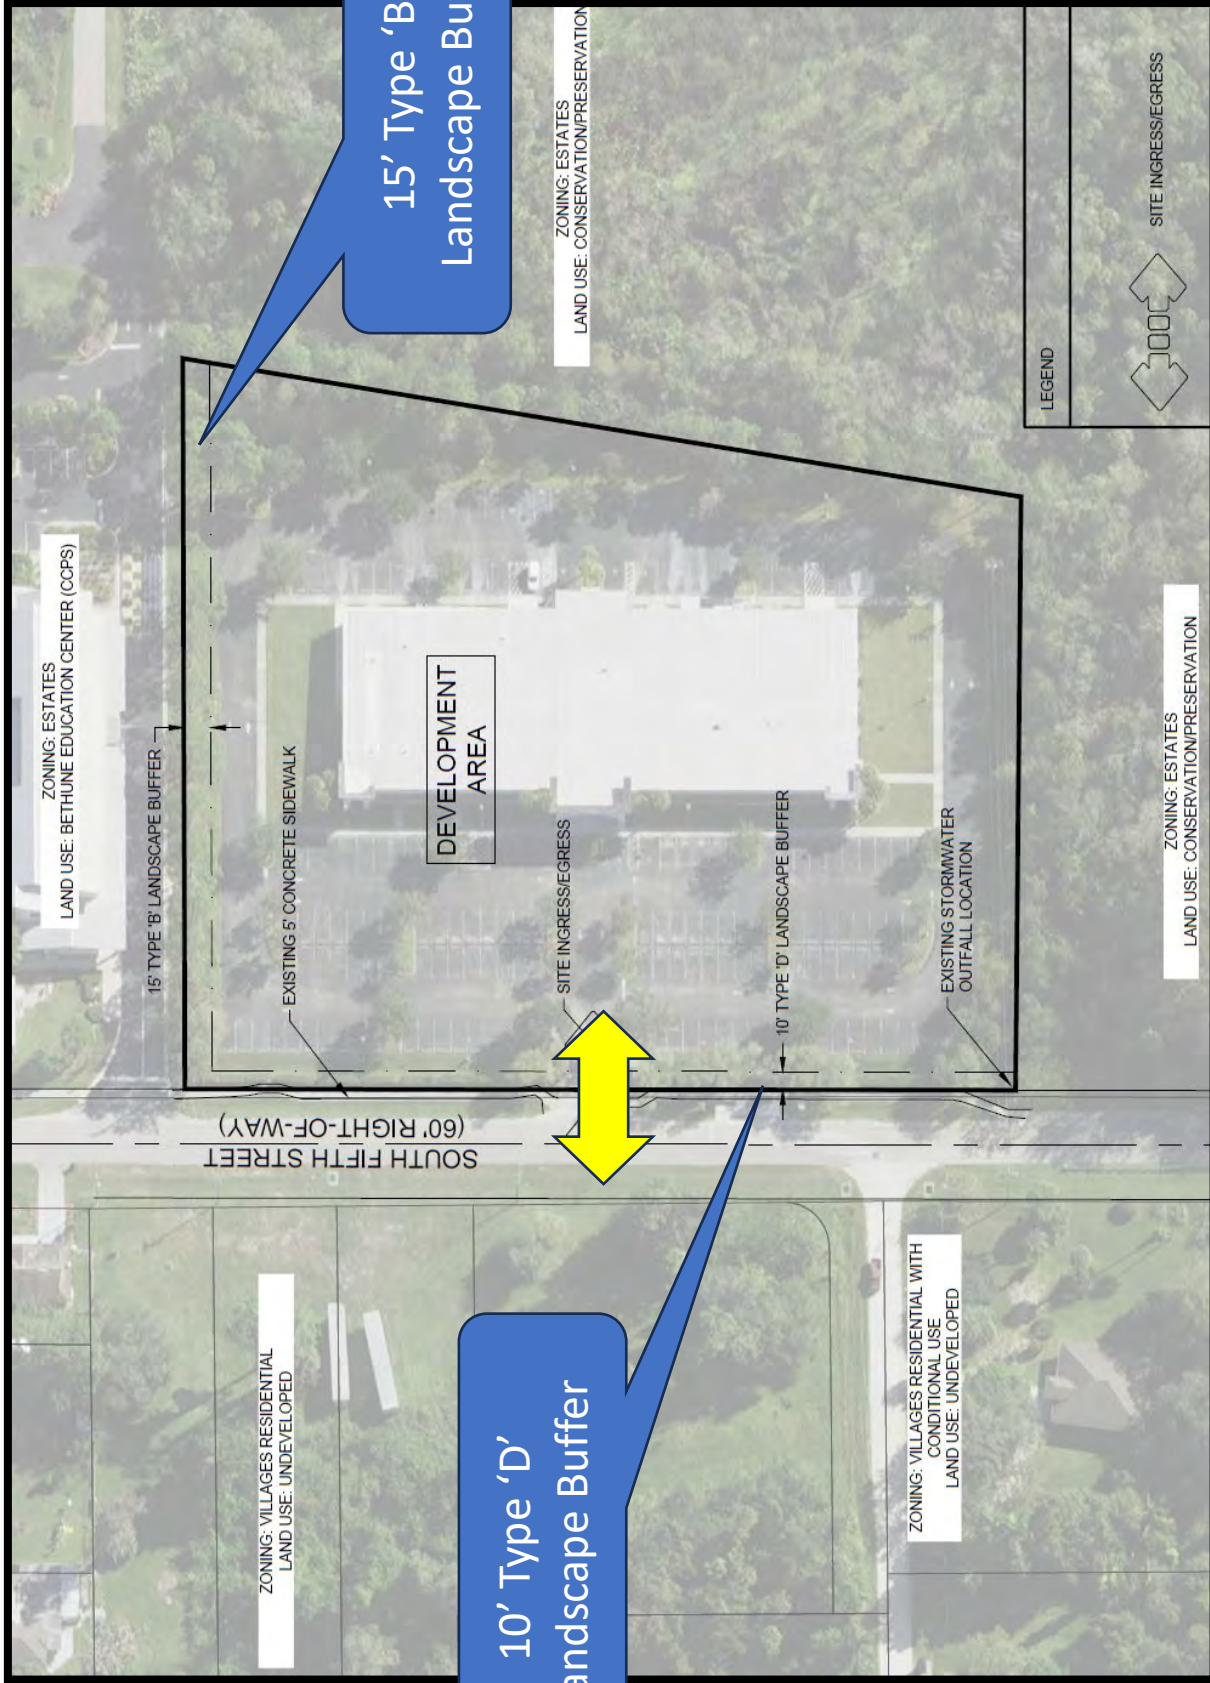 ZONING: ESTATES
LAND USE: BETHUNE EDUCATION CENTER (CCPS)
15' TYPE 'B' LANDSCAPE BUFFER
EXISTING 5' CONCRETE SIDEWALK
SOUTH FIFTH STREET
(60' RIGHT-OF-WAY)
ZONING: VILLAGES RESIDENTIAL
LAND USE: UNDEVELOPED
15' Type 'B
Landscape Bu
DEVELOPMENT
AREA
SITE INGRESS/EGRESS
10' Type 'D'
andscape Buffer
ZONING: ESTATES
LAND USE: CONSERVATION/PRESERVATION
10' TYPE 'D' LANDSCAPE BUFFER
EXISTING STORMWATER
OUTFALL LOCATION
ZONING: VILLAGES RESIDENTIAL WITH
CONDITIONAL USE
LAND USE: UNDEVELOPED
LEGEND
SITE INGRESS/EGRESS
ZONING: ESTATES
LAND USE: CONSERVATION/PRESERVATION